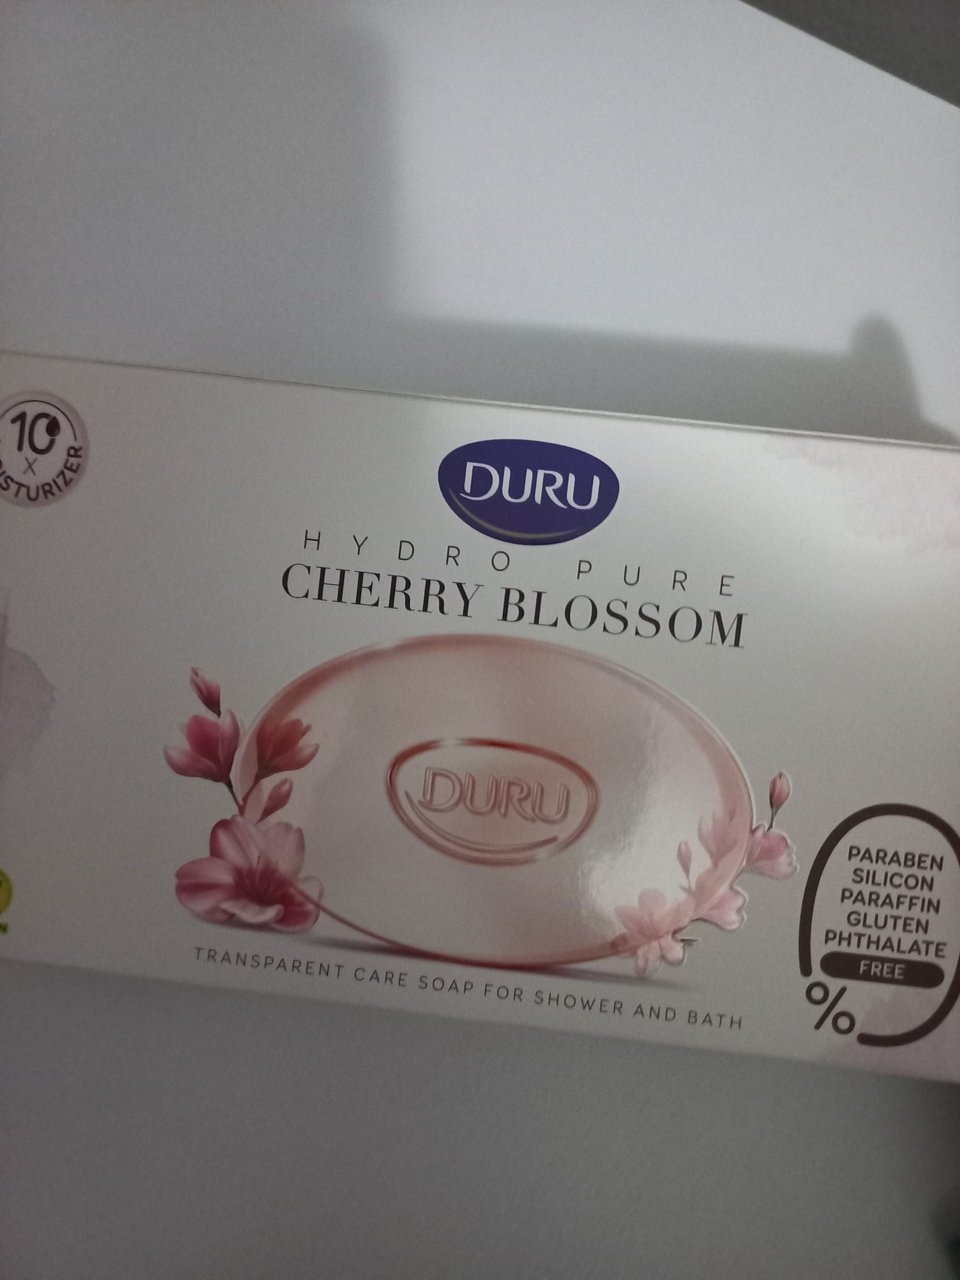 10
X
DURU
HYDRO PURE
CHERRY BLOSSOM
DURU
PARABEN
SILICON
PARAFFIN
GLUTEN
PHTHALATE
FREE
%
TRANSPARENT CARE SOAP FOR SHOWER AND BATH